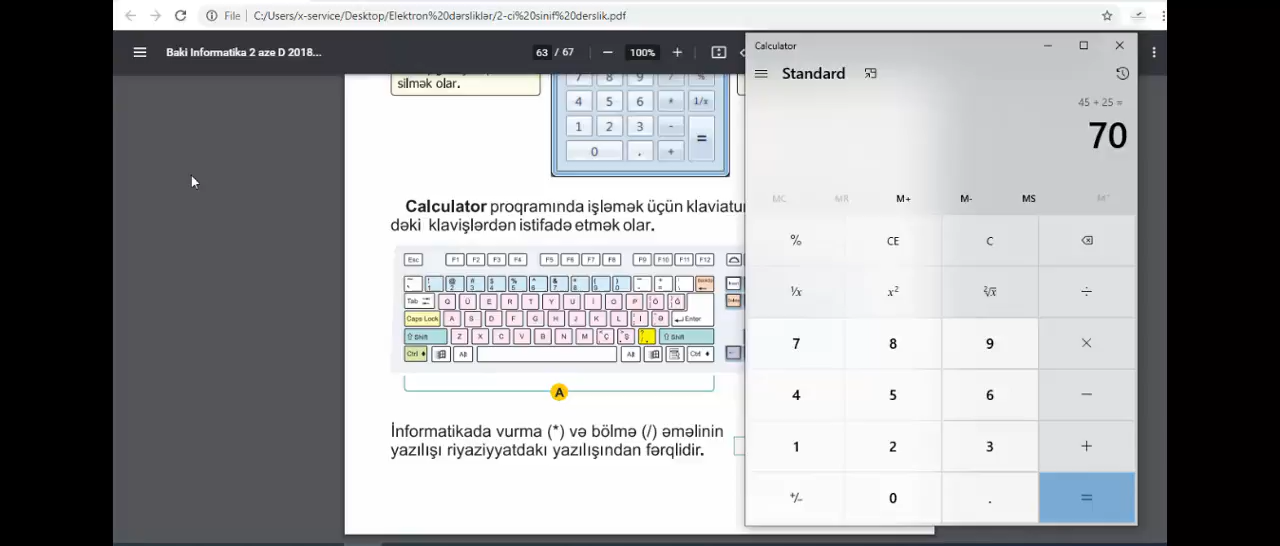 File C:/Users/x-service/Desktop/Elektron%20dərsliklər/2-ci%20sinif%20derslik.pdf
Baki Informatika 2 aze D 2018...
63 / 67
100%
silmək olar.
7 8 9 / %
4 5 6 * 1/x
1 2 3 - =
0 . +
Calculator proqramında işləmək üçün klaviatur
dəki klavişlərdən istifadə etmək olar.
Esc F1 F2 F3 F4 F5 F6 F7 F8 F9 F10 F11 F12
Tab Q Ü E R T Y U İ O P Ö Ğ
Caps Lock A S D F G H J K L I Ə Enter
Shift Z X C V B N M Ç Ş Shift
Ctrl Alt Alt Ctrl
A
İnformatikada vurma (*) və bölmə (/) əməlinin
yazılışı riyaziyyatdakı yazılışından fərqlidir.
Calculator
Standard
45 + 25 =
70
MC MR M+ M- MS
% CE C
¹/x x² ²√x ÷
7 8 9 ×
4 5 6 −
1 2 3 +
+/− 0 . =